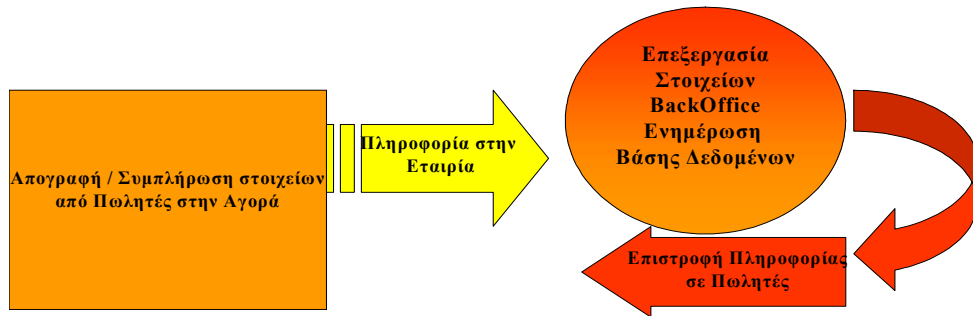 Απογραφή / Συμπλήρωση στοιχείων
από Πωλητές στην Αγορά
Πληροφορία στην
Εταιρία
Επεξεργασία
Στοιχείων
BackOffice
Ενημέρωση
Βάσης Δεδομένων
Επιστροφή Πληροφορίας
σε Πωλητές